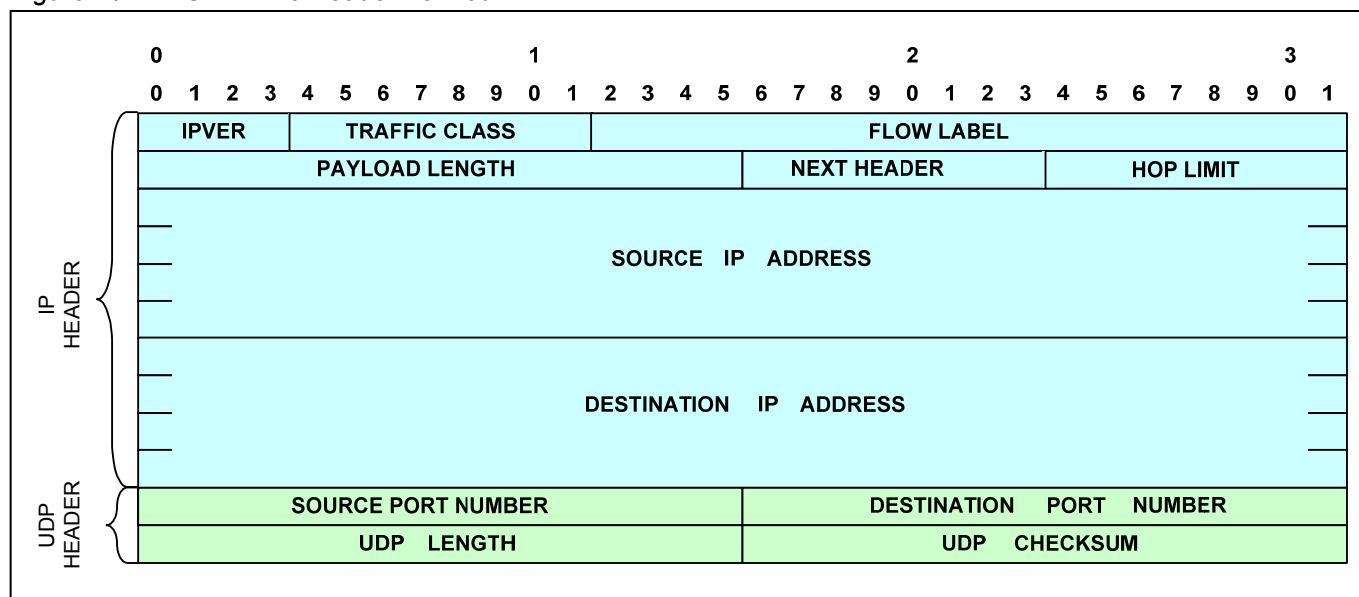 0 1 2 3
0 1 2 3 4 5 6 7 8 9 0 1 2 3 4 5 6 7 8 9 0 1 2 3 4 5 6 7 8 9 0 1
IPVER TRAFFIC CLASS FLOW LABEL
PAYLOAD LENGTH NEXT HEADER HOP LIMIT
SOURCE IP ADDRESS
IP
HEADER
DESTINATION IP ADDRESS
SOURCE PORT NUMBER DESTINATION PORT NUMBER
UDP
HEADER
UDP LENGTH UDP CHECKSUM